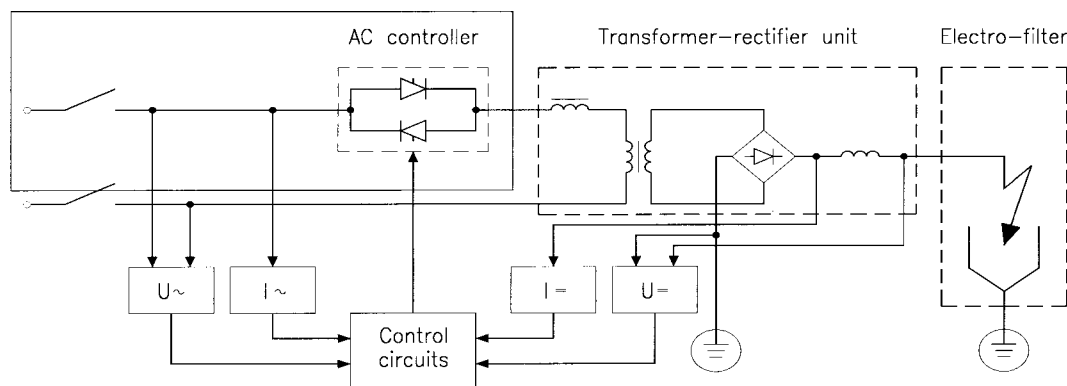 AC controller
Transformer-rectifier unit
Electro-filter
U~
I~
I=
U=
Control
circuits